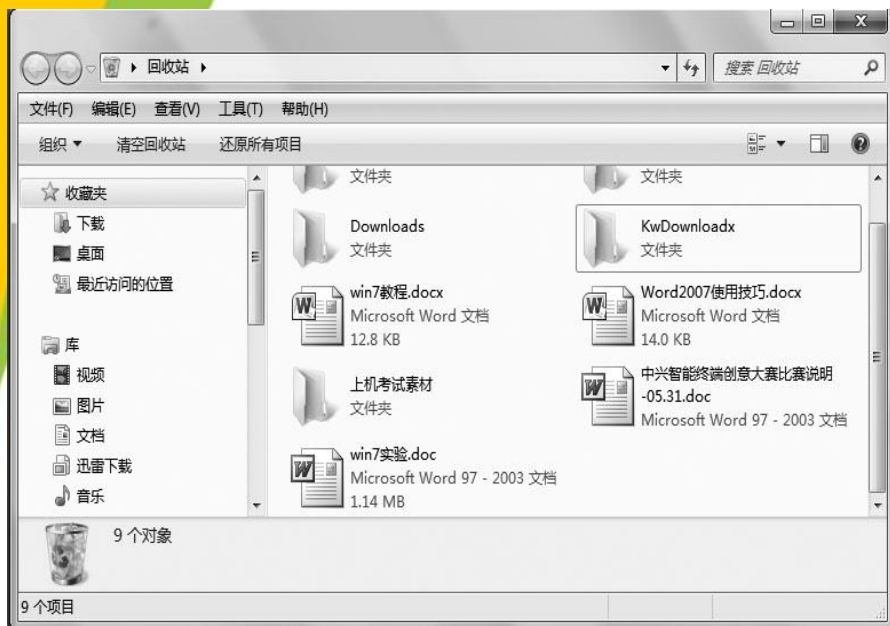 回收站
搜索 回收站
文件(F) 编辑(E) 查看(V) 工具(T) 帮助(H)
组织 清空回收站 还原所有项目
收藏夹
下载
桌面
最近访问的位置
库
视频
图片
文档
迅雷下载
音乐
文件夹
文件夹
Downloads
文件夹
KwDownloadx
文件夹
win7教程.docx
Microsoft Word 文档
12.8 KB
Word2007使用技巧.docx
Microsoft Word 文档
14.0 KB
上机考试素材
文件夹
中兴智能终端创意大赛比赛说明
-05.31.doc
Microsoft Word 97 - 2003 文档
win7实验.doc
Microsoft Word 97 - 2003 文档
1.14 MB
9 个对象
9 个项目